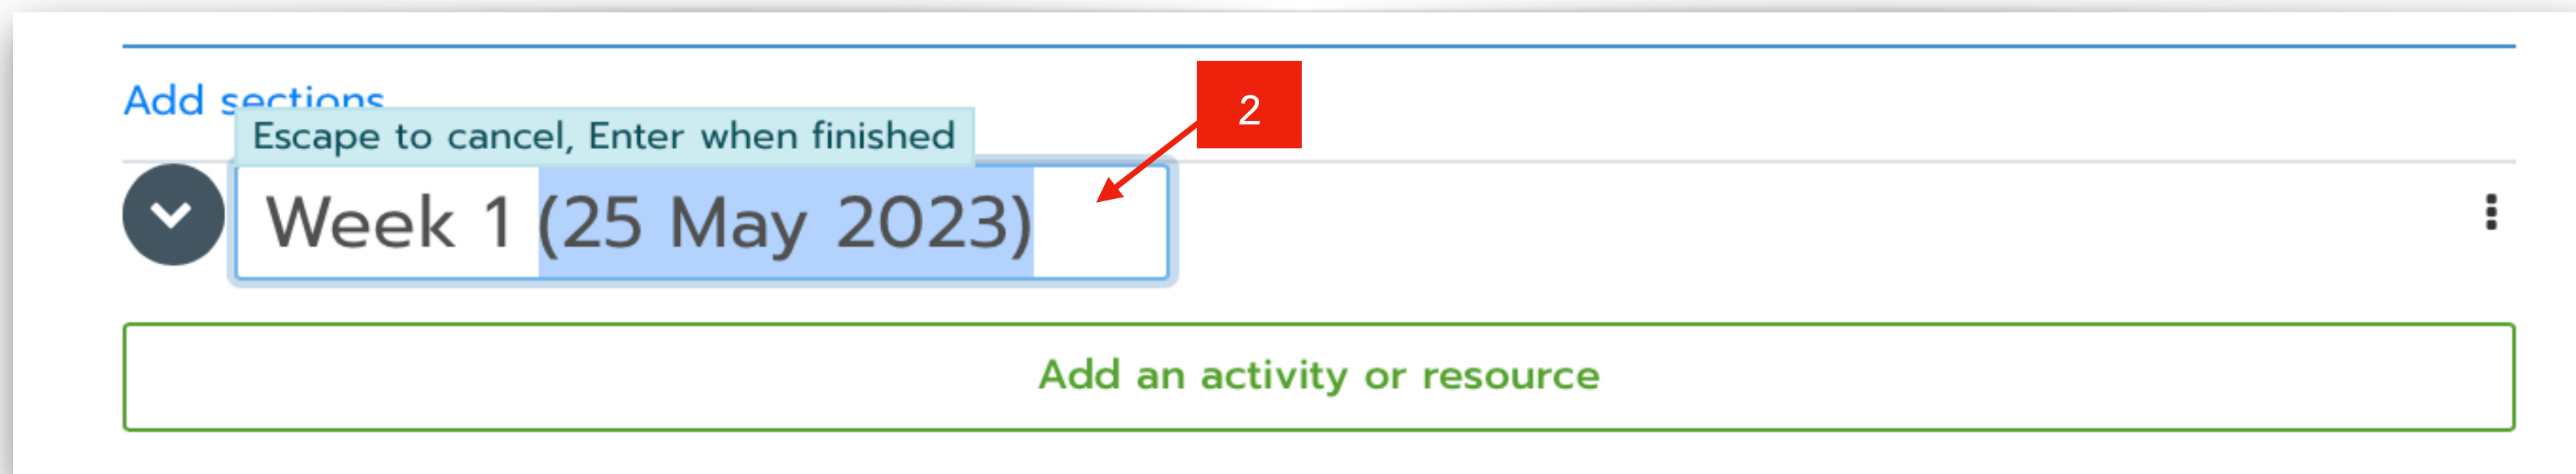 Add sections
2
Escape to cancel, Enter when finished
Week 1 (25 May 2023)
Add an activity or resource